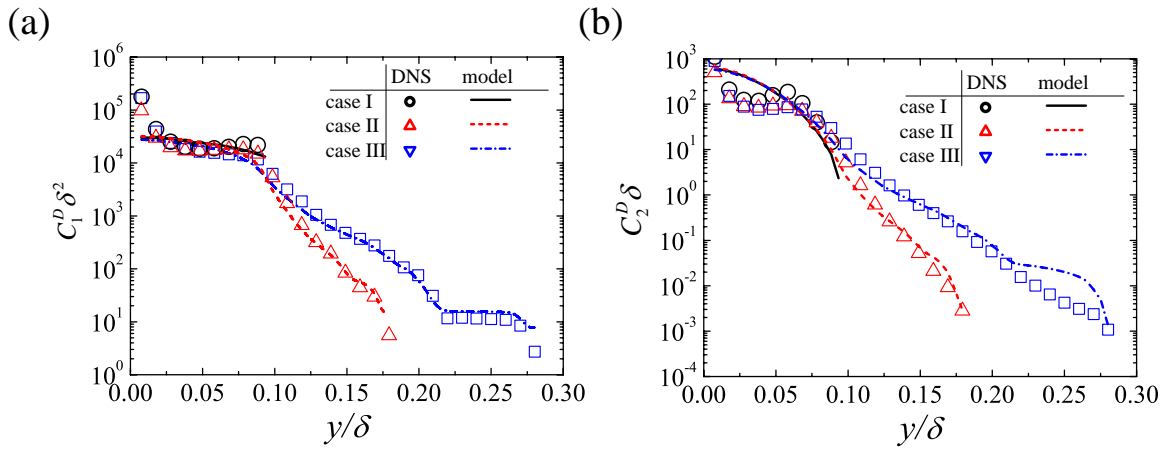 (a)
10^6
10^5
10^4
10^3
10^2
10^1
10^0
C_1^D δ^2
DNS model
case I
case II
case III
0.00 0.05 0.10 0.15 0.20 0.25 0.30
y/δ
(b)
10^3
10^2
10^1
10^0
10^-1
10^-2
10^-3
10^-4
C_2^D δ
DNS model
case I
case II
case III
0.00 0.05 0.10 0.15 0.20 0.25 0.30
y/δ